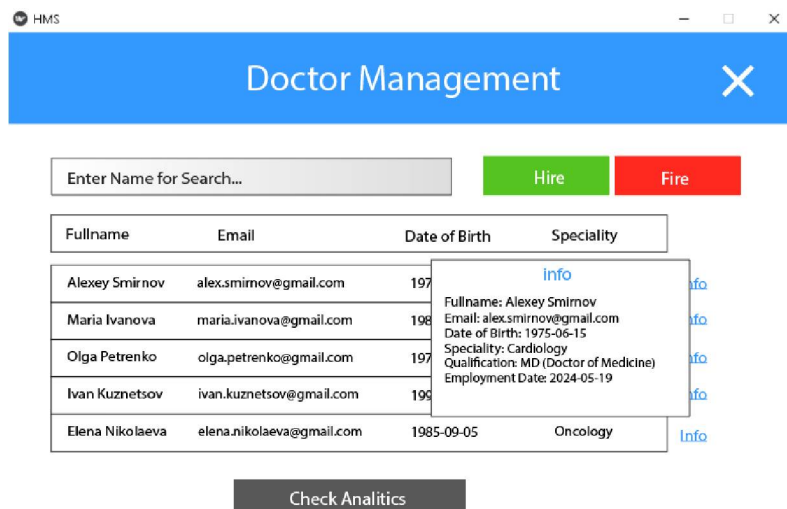 HMS
Doctor Management
Enter Name for Search...
Hire
Fire
Fullname Email Date of Birth Speciality
Alexey Smirnov alex.smirnov@gmail.com 197
Maria Ivanova maria.ivanova@gmail.com 198
Olga Petrenko olga.petrenko@gmail.com 197
Ivan Kuznetsov ivan.kuznetsov@gmail.com 199
Elena Nikolaeva elena.nikolaeva@gmail.com 1985-09-05 Oncology Info
info
Fullname: Alexey Smirnov
Email: alex.smirnov@gmail.com
Date of Birth: 1975-06-15
Speciality: Cardiology
Qualification: MD (Doctor of Medicine)
Employment Date: 2024-05-19
Check Analitics